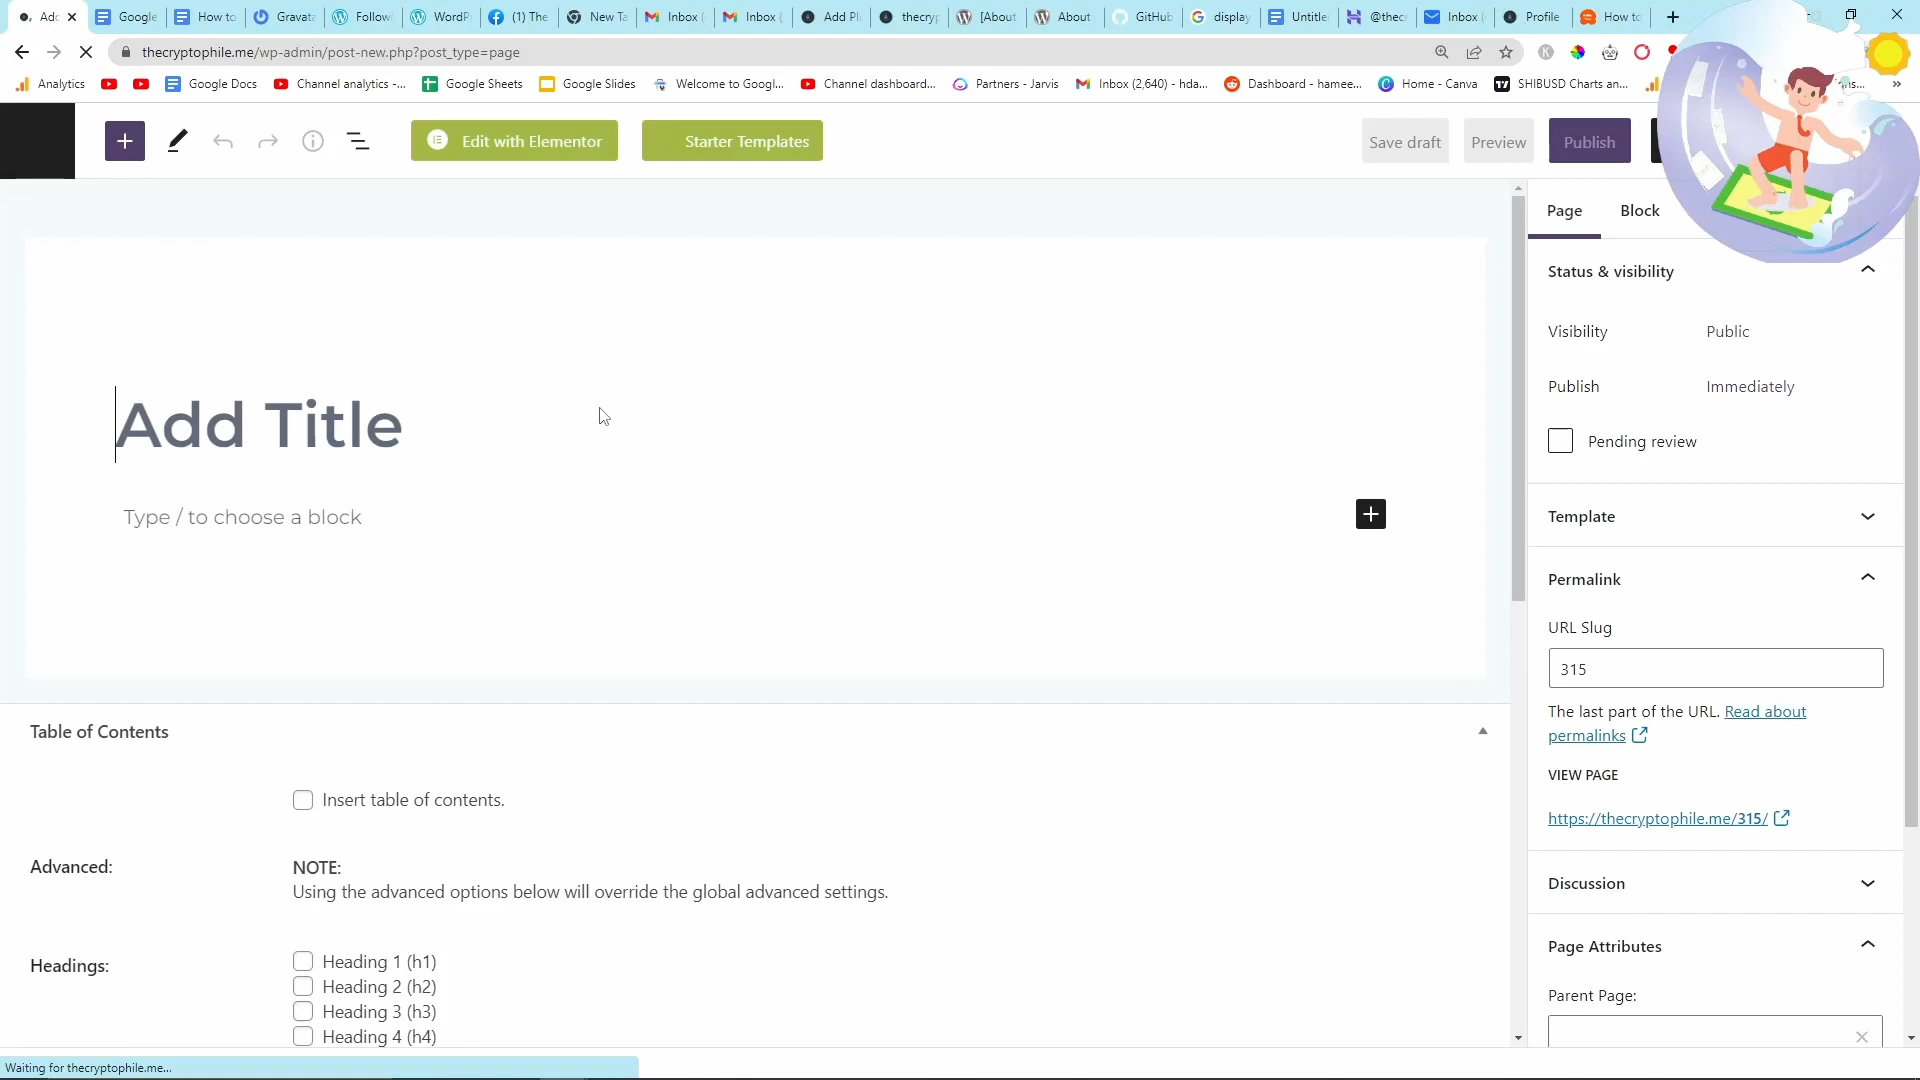 Adc
Google
How to
Gravata
Followi
WordP
(1) The
New Ta
Inbox (
Inbox (
Add Pl
thecryp
[About
About
GitHub
display
Untitle
@thecr
Inbox (
Profile
How to
thecryptophile.me/wp-admin/post-new.php?post_type=page
Analytics
Google Docs
Channel analytics -...
Google Sheets
Google Slides
Welcome to Googl...
Channel dashboard...
Partners - Jarvis
Inbox (2,640) - hda...
Dashboard - hamee...
Home - Canva
SHIBUSD Charts an...
Edit with Elementor
Starter Templates
Save draft
Preview
Publish
Page
Block
Status & visibility
Visibility
Public
Publish
Immediately
Pending review
Template
Permalink
URL Slug
315
The last part of the URL. Read about
permalinks
VIEW PAGE
https://thecryptophile.me/315/
Discussion
Page Attributes
Parent Page:
Add Title
Type / to choose a block
Table of Contents
Insert table of contents.
Advanced:
NOTE:
Using the advanced options below will override the global advanced settings.
Headings:
Heading 1 (h1)
Heading 2 (h2)
Heading 3 (h3)
Heading 4 (h4)
Waiting for thecryptophile.me...